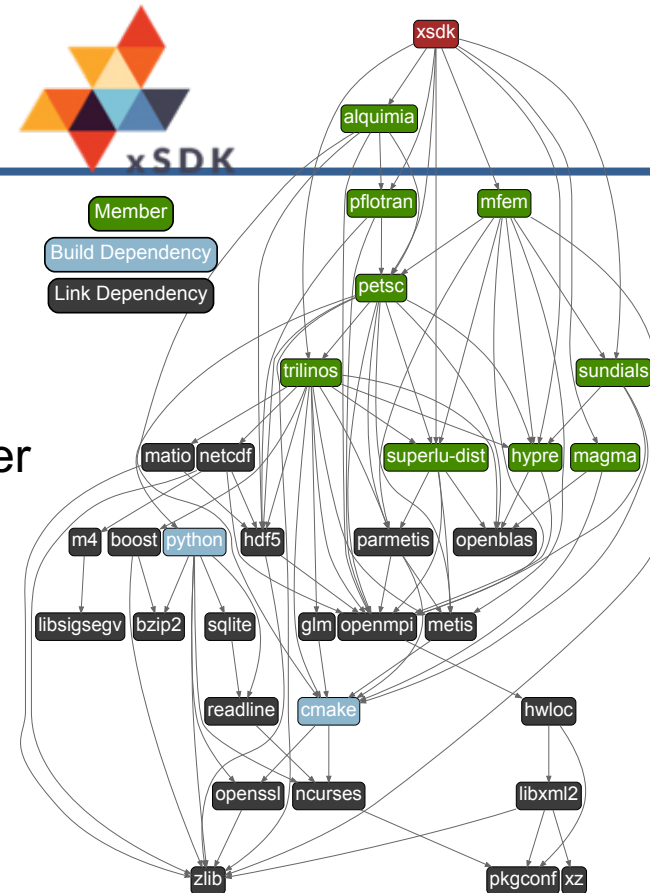 xsdk
xSDK
alquimia
Member
pflotran
mfem
Build Dependency
petsc
Link Dependency
trilinos
sundials
er
matio
netcdf
superlu-dist
hypre
magma
m4
boost
python
hdf5
parmetis
openblas
libsigsegv
bzip2
sqlite
glm
openmpi
metis
readline
cmake
hwloc
openssl
ncurses
libxml2
zlib
pkgconf
xz